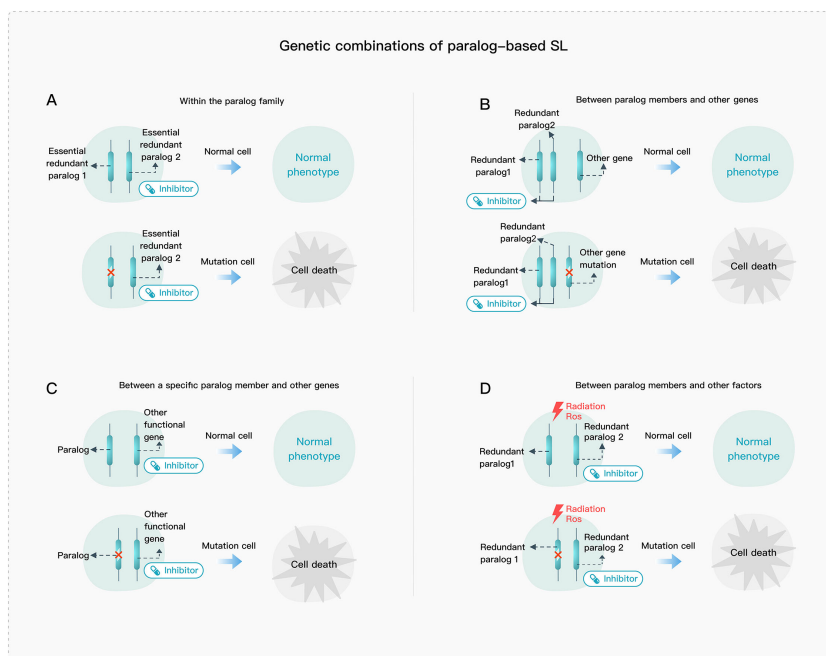 Genetic combinations of paralog-based SL
A
Within the paralog family
Essential
redundant
paralog 1
Essential
redundant
paralog 2
Inhibitor
Normal cell
Normal
phenotype
Essential
redundant
paralog 2
Inhibitor
Mutation cell
Cell death
B
Between paralog members and other genes
Redundant
paralog2
Redundant
paralog1
Other gene
Inhibitor
Normal cell
Normal
phenotype
Redundant
paralog2
Redundant
paralog1
Other gene
mutation
Inhibitor
Mutation cell
Cell death
C
Between a specific paralog member and other genes
Paralog
Other
functional
gene
Inhibitor
Normal cell
Normal
phenotype
Paralog
Other
functional
gene
Inhibitor
Mutation cell
Cell death
D
Between paralog members and other factors
Radiation
Ros
Redundant
paralog1
Redundant
paralog 2
Inhibitor
Normal cell
Normal
phenotype
Radiation
Ros
Redundant
paralog 1
Redundant
paralog 2
Inhibitor
Mutation cell
Cell death